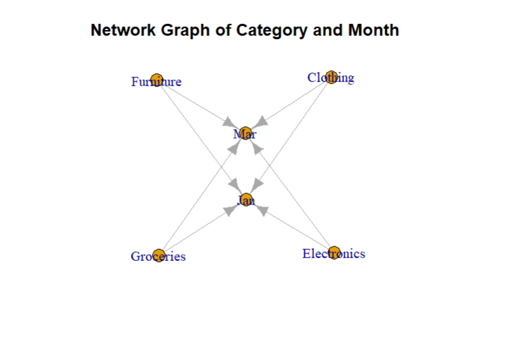 Network Graph of Category and Month
Furniture
Clothing
Mar
Jan
Groceries
Electronics